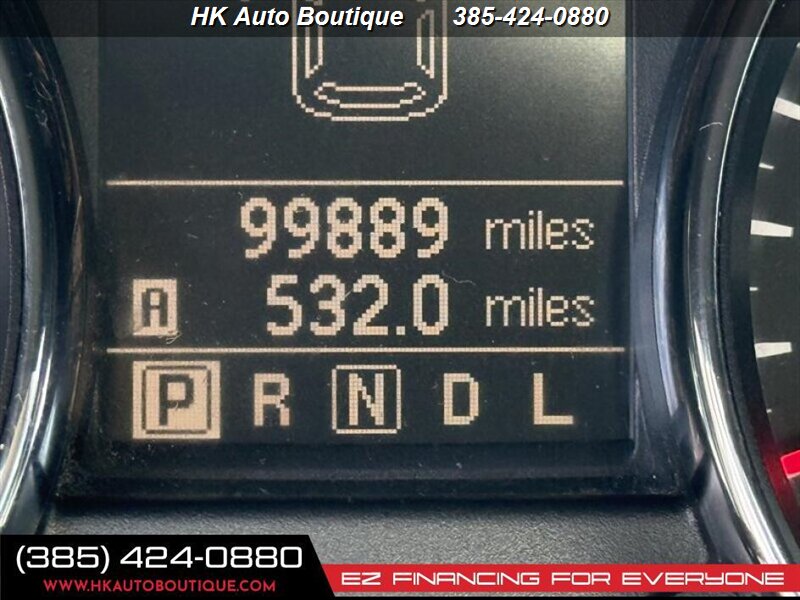 HK Auto Boutique 385-424-0880
99889 miles
A 532.0 miles
P R N D L
(385) 424-0880
WWW.HKAUTOBOUTIQUE.COM
EZ FINANCING FOR EVERYONE